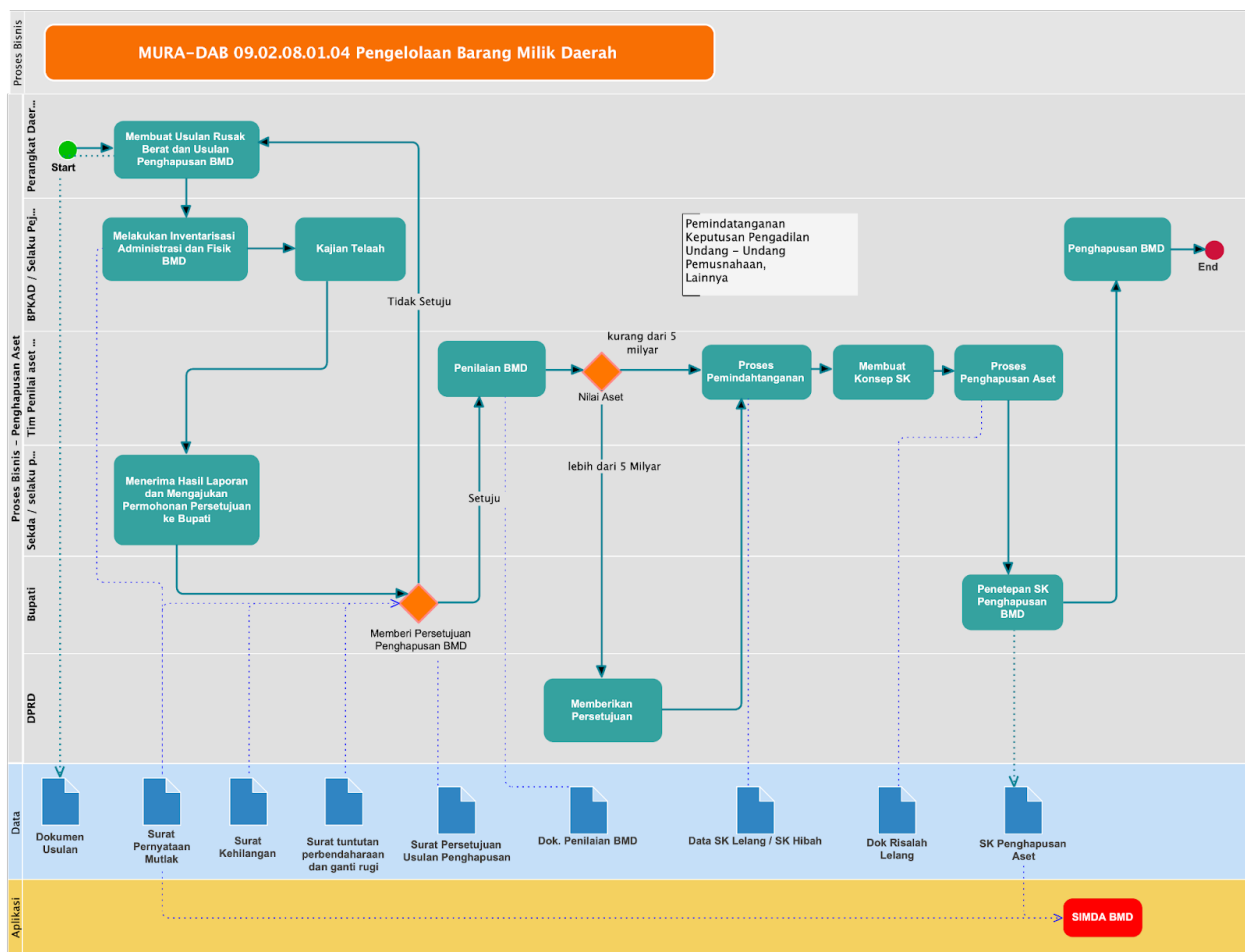 Proses Bisnis
MURA-DAB 09.02.08.01.04 Pengelolaan Barang Milik Daerah
Proses Bisnis - Penghapusan Aset
Perangkat Daer...
Start
Membuat Usulan Rusak
Berat dan Usulan
Penghapusan BMD
BPKAD / Selaku Pej...
Melakukan Inventarisasi
Administrasi dan Fisik
BMD
Kajian Telaah
Tidak Setuju
Pemindatanganan
Keputusan Pengadilan
Undang - Undang
Pemusnahaan,
Lainnya
Penghapusan BMD
End
Tim Penilai aset ...
Penilaian BMD
Nilai Aset
kurang dari 5
milyar
Proses
Pemindahtanganan
Membuat
Konsep SK
Proses
Penghapusan Aset
Sekda / selaku p...
Menerima Hasil Laporan
dan Mengajukan
Permohonan Persetujuan
ke Bupati
Setuju
lebih dari 5 Milyar
Bupati
Memberi Persetujuan
Penghapusan BMD
Penetepan SK
Penghapusan
BMD
DPRD
Memberikan
Persetujuan
Data
Dokumen
Usulan
Surat
Pernyataan
Mutlak
Surat
Kehilangan
Surat tuntutan
perbendaharaan
dan ganti rugi
Surat Persetujuan
Usulan Penghapusan
Dok. Penilaian BMD
Data SK Lelang / SK Hibah
Dok Risalah
Lelang
SK Penghapusan
Aset
Aplikasi
SIMDA BMD